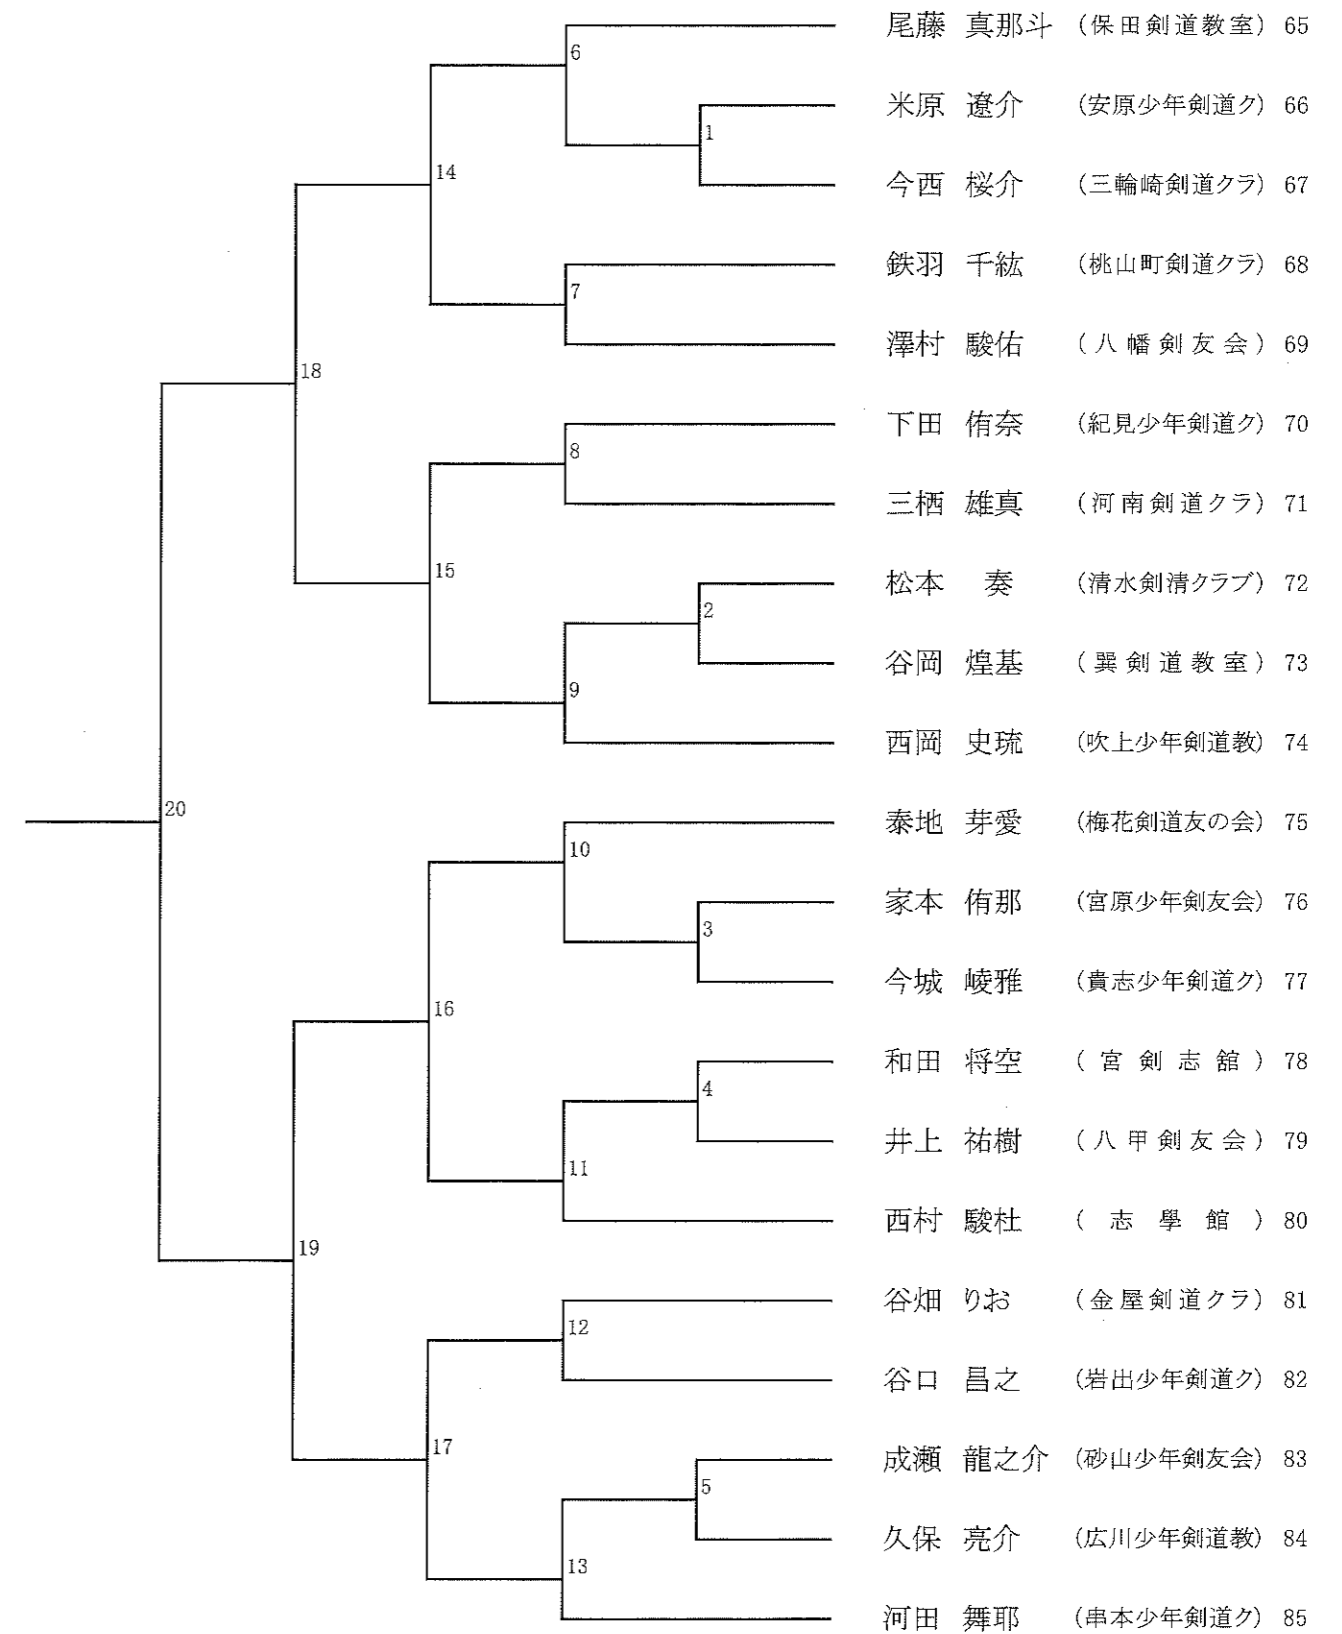 尾藤 真那斗 (保田剣道教室) 65
6
米原 遼介 (安原少年剣道ク) 66
1
14
今西 桜介 (三輪崎剣道クラ) 67
鉄羽 千紘 (桃山町剣道クラ) 68
7
澤村 駿佑 (八幡剣友会) 69
18
下田 侑奈 (紀見少年剣道ク) 70
8
三栖 雄真 (河南剣道クラ) 71
15
松本 奏 (清水剣清クラブ) 72
2
谷岡 煌基 (巽剣道教室) 73
9
西岡 史琉 (吹上少年剣道教) 74
20
泰地 芽愛 (梅花剣道友の会) 75
10
家本 侑那 (宮原少年剣友会) 76
3
今城 崚雅 (貴志少年剣道ク) 77
16
和田 将空 (宮剣志舘) 78
4
井上 祐樹 (八甲剣友会) 79
11
西村 駿杜 (志學館) 80
19
谷畑 りお (金屋剣道クラ) 81
12
谷口 昌之 (岩出少年剣道ク) 82
17
成瀬 龍之介 (砂山少年剣友会) 83
5
久保 亮介 (広川少年剣道教) 84
13
河田 舞耶 (串本少年剣道ク) 85